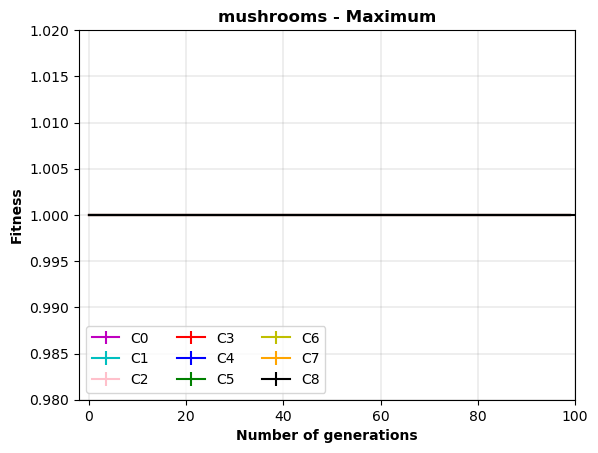 mushrooms - Maximum
1.020
1.015
1.010
1.005
1.000
0.995
0.990
0.985
0.980
Fitness
C0 C3 C6
C1 C4 C7
C2 C5 C8
0 20 40 60 80 100
Number of generations